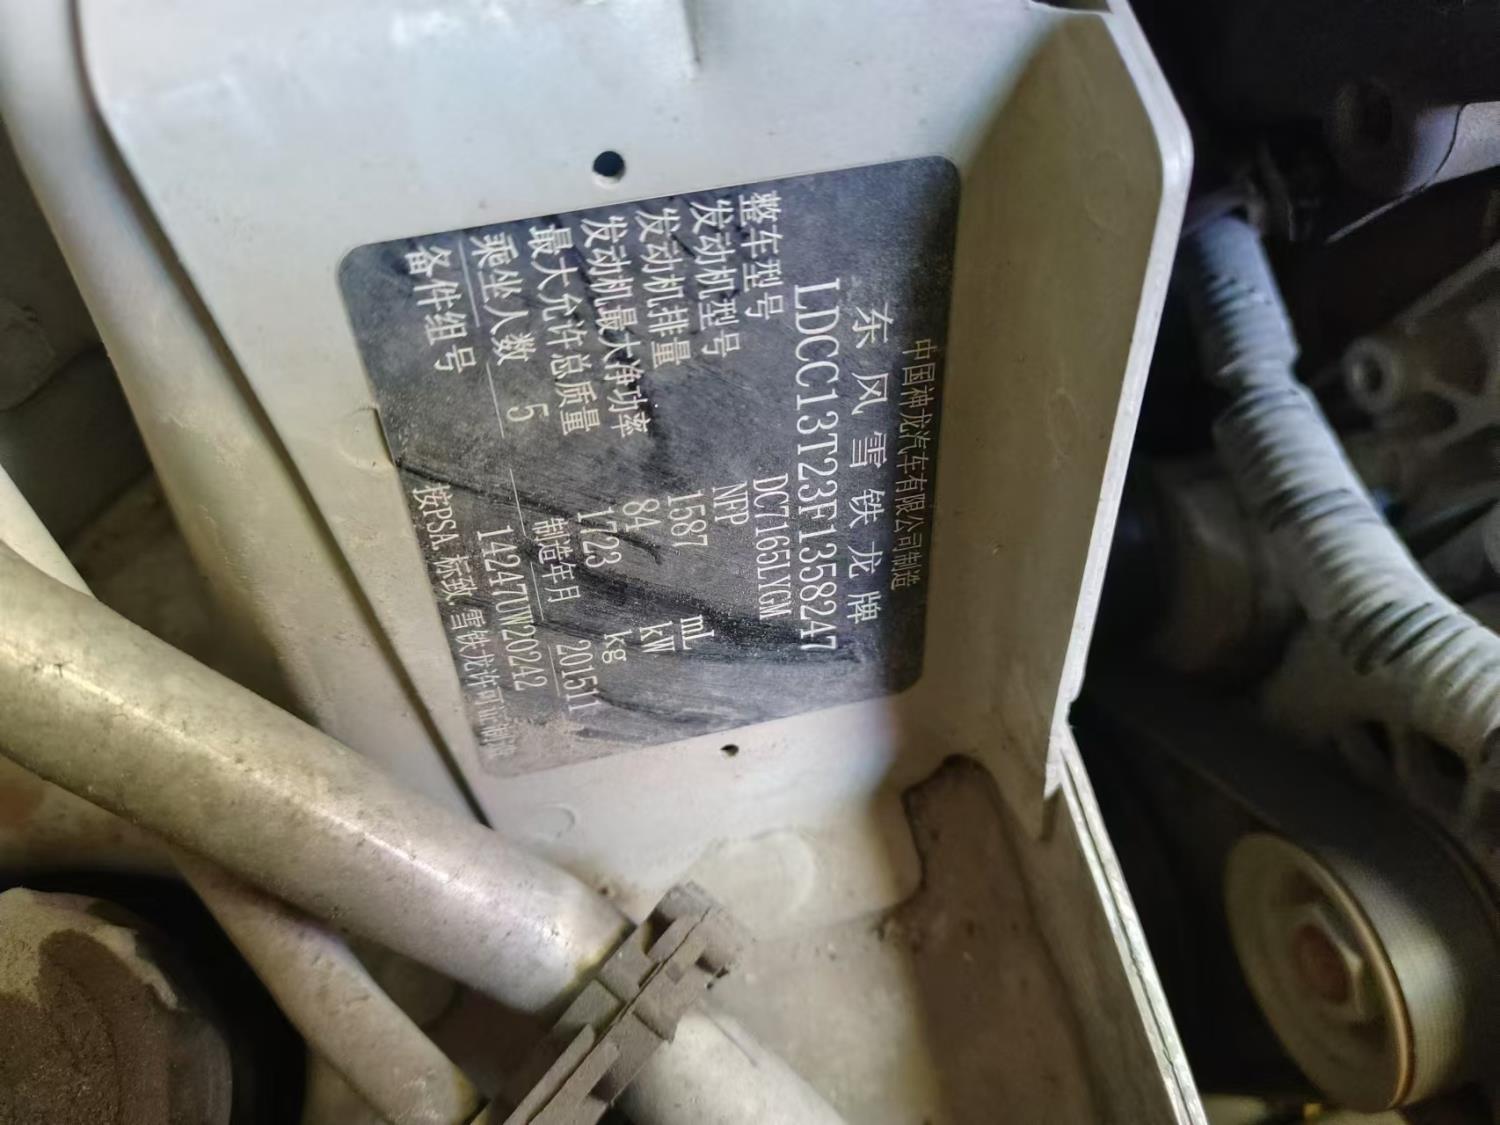 中国神龙汽车有限公司制造
东风雪铁龙牌
LDCC13T23F1358247
整车型号 DC7165LYGM
发动机型号 NFP
发动机排量 1587 mL
发动机最大净功率 84 kW
最大允许总质量 1723 kg
乘坐人数 5 制造年月 201511
备件组号 14247UW202A2
按PSA 标致 雪铁龙许可证制造